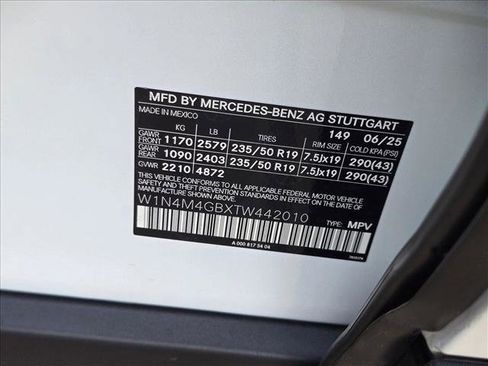 MFD BY MERCEDES-BENZ AG STUTTGART
MADE IN MEXICO 149 06/25
KG LB TIRES RIM SIZE COLD KPA (PSI)
GAWR FRONT 1170 2579 235/50 R19 7.5Jx19 290(43)
GAWR REAR 1090 2403 235/50 R19 7.5Jx19 290(43)
GVWR 2210 4872
THIS VEHICLE CONFORMS TO ALL APPLICABLE FEDERAL MOTOR VEHICLE
SAFETY STANDARDS IN EFFECT ON THE DATE OF MANUFACTURE SHOWN ABOVE.
W1N4M4GBXTW442010 TYPE: MPV
A 000 817 54 04